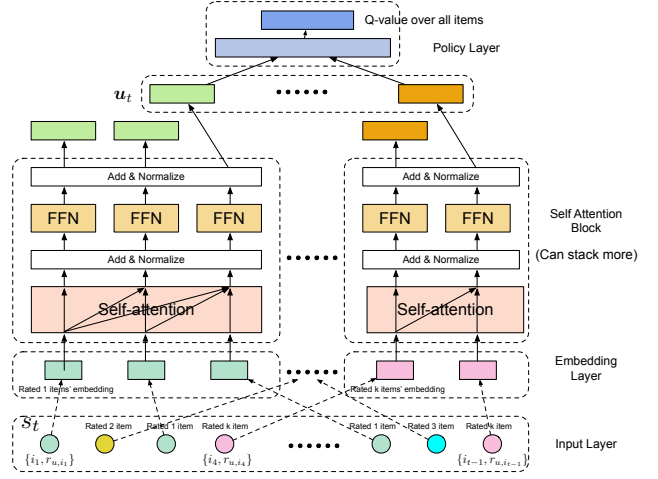 Q-value over all items
Policy Layer
u_t
Add & Normalize
Add & Normalize
FFN FFN FFN
FFN FFN
Self Attention
Block
(Can stack more)
Add & Normalize
Add & Normalize
Self-attention
Self-attention
Embedding
Layer
Rated 1 items' embedding
Rated k items' embedding
s_t
Rated 2 item
Rated 1 item
Rated k item
Rated 1 item
Rated 3 item
Rated k item
Input Layer
{i_1, r_{u,i_1}}
{i_4, r_{u,i_4}}
{i_{t-1}, r_{u,i_{t-1}}}